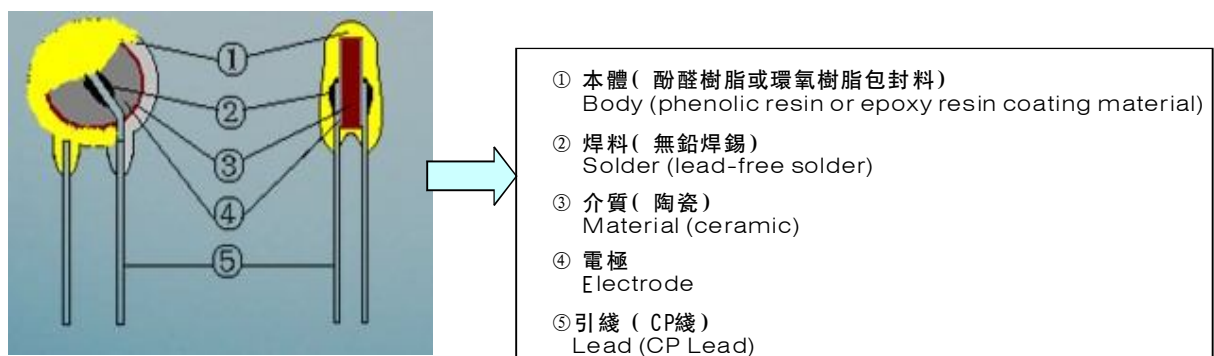 ①
②
③
④
⑤
① 本體( 酚醛樹脂或環氧樹脂包封料)
Body (phenolic resin or epoxy resin coating material)
② 焊料( 無鉛焊錫)
Solder (lead-free solder)
③ 介質( 陶瓷)
Material (ceramic)
④ 電極
Electrode
⑤引綫 ( CP綫)
Lead (CP Lead)